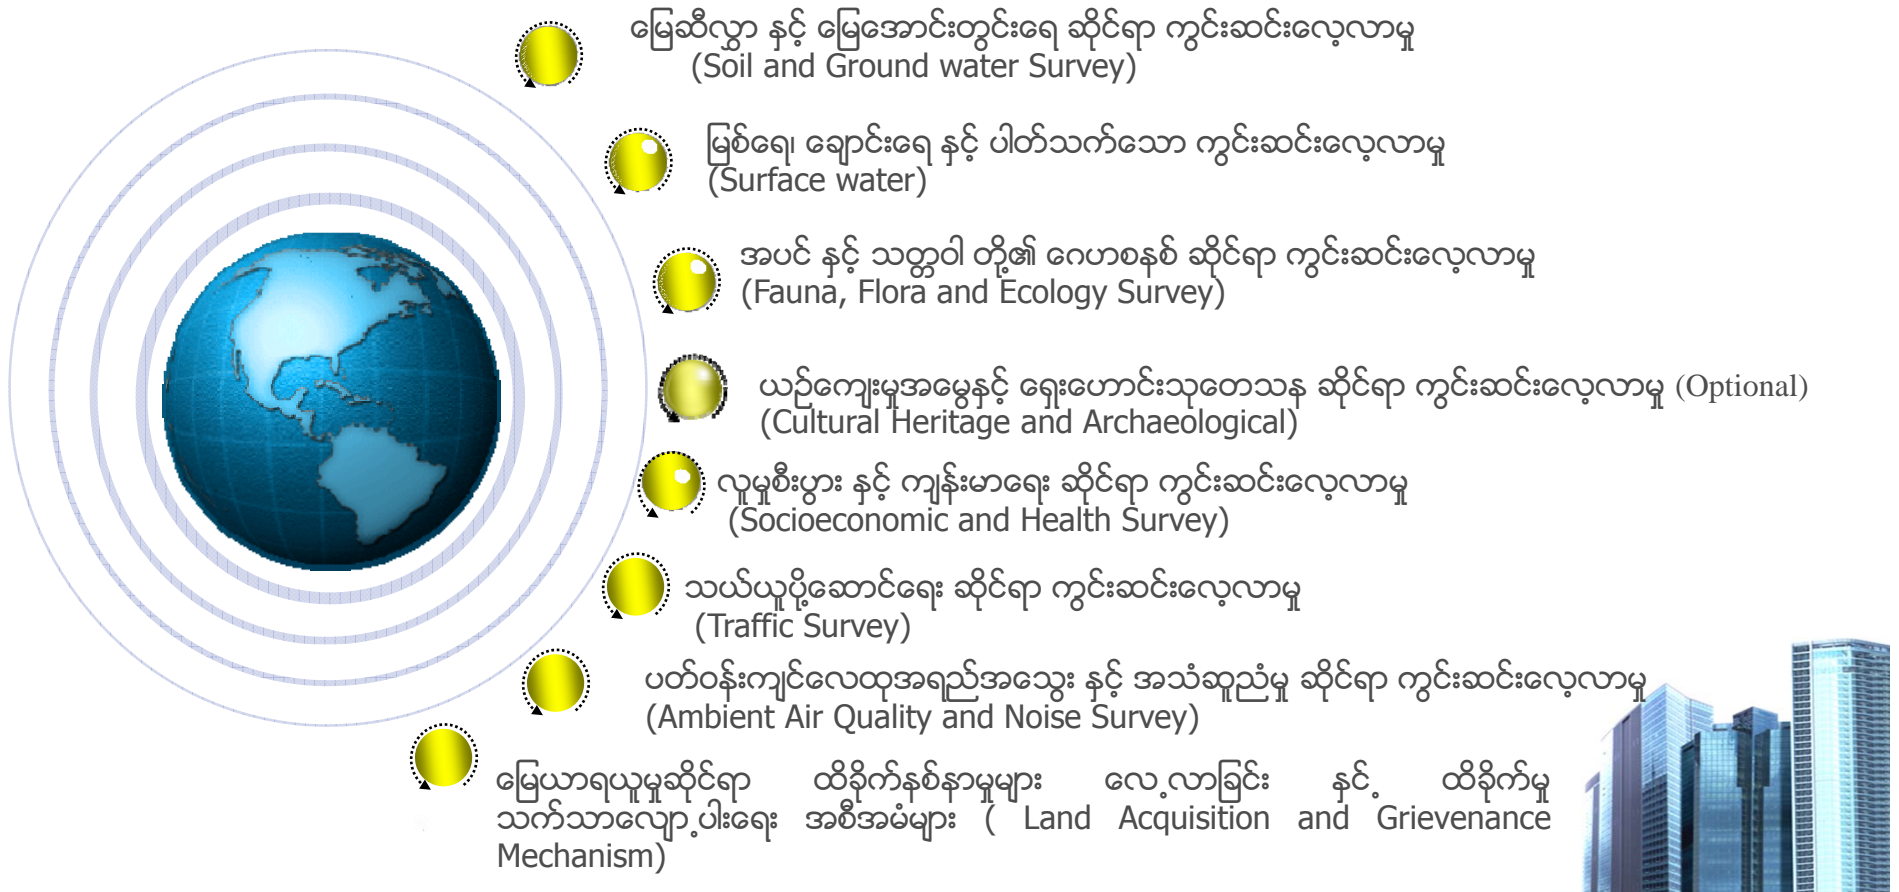 မြေဆီလွှာ နှင့် မြေအောင်းတွင်းရေ ဆိုင်ရာ ကွင်းဆင်းလေ့လာမှု
(Soil and Ground water Survey)
မြစ်ရေ၊ ချောင်းရေ နှင့် ပါတ်သက်သော ကွင်းဆင်းလေ့လာမှု
(Surface water)
အပင် နှင့် သတ္တဝါ တို့၏ ဂေဟစနစ် ဆိုင်ရာ ကွင်းဆင်းလေ့လာမှု
(Fauna, Flora and Ecology Survey)
ယဉ်ကျေးမှုအမွေနှင့် ရှေးဟောင်းသုတေသန ဆိုင်ရာ ကွင်းဆင်းလေ့လာမှု (Optional)
(Cultural Heritage and Archaeological)
လူမှုစီးပွား နှင့် ကျန်းမာရေး ဆိုင်ရာ ကွင်းဆင်းလေ့လာမှု
(Socioeconomic and Health Survey)
သယ်ယူပို့ဆောင်ရေး ဆိုင်ရာ ကွင်းဆင်းလေ့လာမှု
(Traffic Survey)
ပတ်ဝန်းကျင်လေထုအရည်အသွေး နှင့် အသံဆူညံမှု ဆိုင်ရာ ကွင်းဆင်းလေ့လာမှု
(Ambient Air Quality and Noise Survey)
မြေယာရယူမှုဆိုင်ရာ ထိခိုက်နစ်နာမှုများ လေ့လာခြင်း နှင့် ထိခိုက်မှု
သက်သာလျော့ပါးရေး အစီအမံများ ( Land Acquisition and Grievenance
Mechanism)